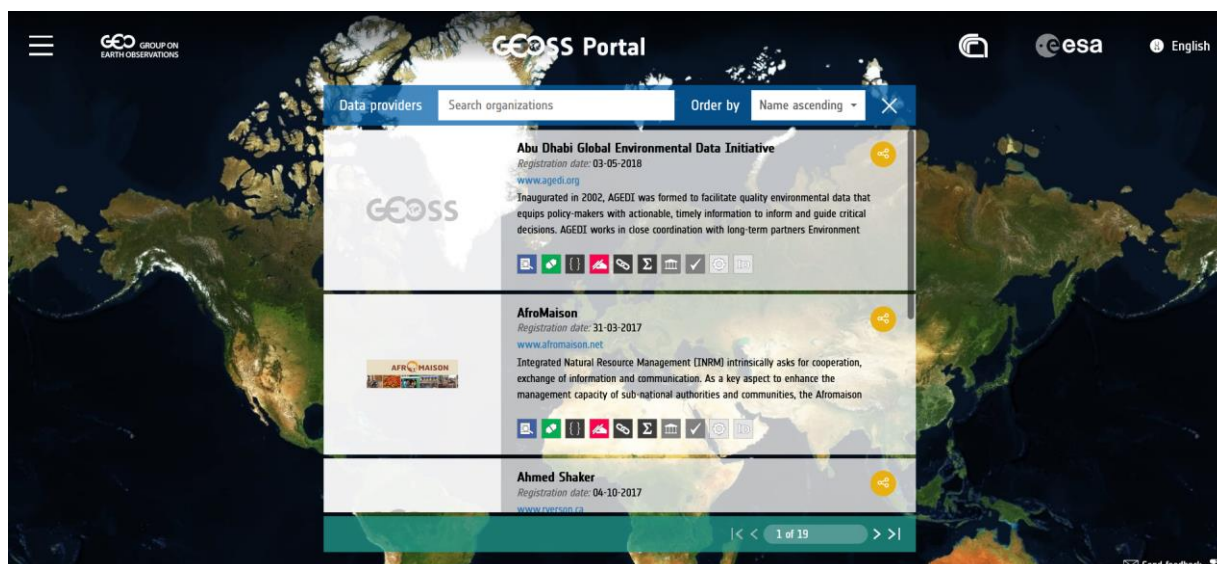 GEO GROUP ON
EARTH OBSERVATIONS
GEOSS Portal
esa
English
Data providers
Search organizations
Order by
Name ascending
Abu Dhabi Global Environmental Data Initiative
Registration date: 03-05-2018
www.agedi.org
Inaugurated in 2002, AGEDI was formed to facilitate quality environmental data that
equips policy-makers with actionable, timely information to inform and guide critical
decisions. AGEDI works in close coordination with long-term partners Environment
GEOSS
AfroMaison
Registration date: 31-03-2017
www.afromaison.net
Integrated Natural Resource Management [INRM] intrinsically asks for cooperation,
exchange of information and communication. As a key aspect to enhance the
management capacity of sub-national authorities and communities, the Afromaison
AFROMAISON
Ahmed Shaker
Registration date: 04-10-2017
www.ryerson.ca
1 of 19
Send feedback